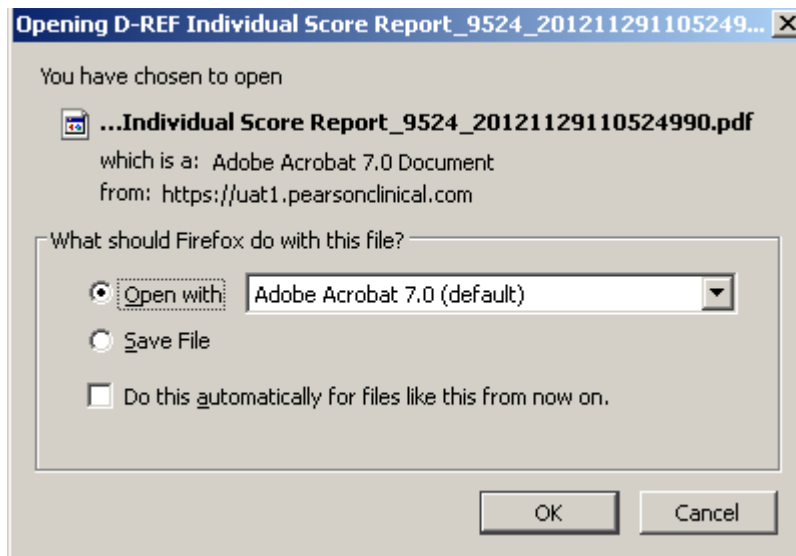 Opening D-REF Individual Score Report_9524_201211291105249...
You have chosen to open
...Individual Score Report_9524_20121129110524990.pdf
which is a: Adobe Acrobat 7.0 Document
from: https://uat1.pearsonclinical.com
What should Firefox do with this file?
Open with Adobe Acrobat 7.0 (default)
Save File
Do this automatically for files like this from now on.
OK Cancel